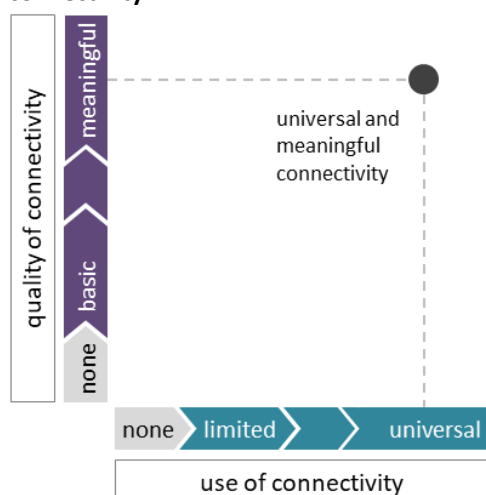 quality of connectivity
meaningful
basic
none
universal and
meaningful
connectivity
none
limited
universal
use of connectivity